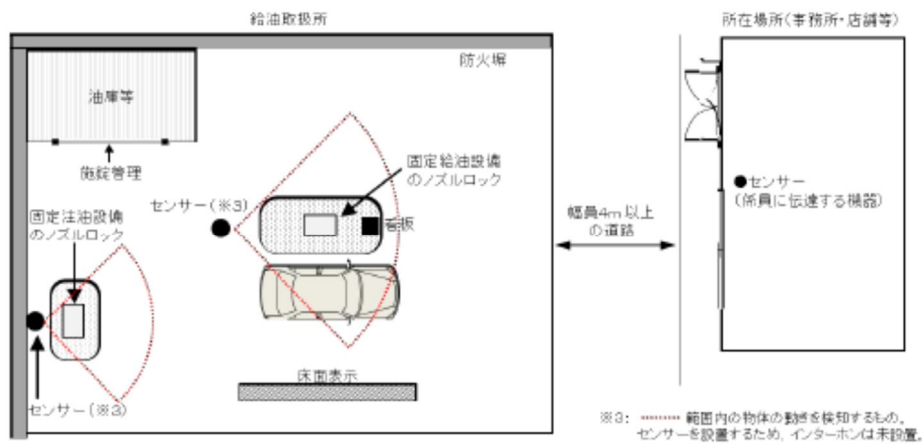 給油取扱所
所在場所(事務所・店舗等)
防火塀
油庫等
施錠管理
固定給油設備
のノズルロック
センサー(※3)
看板
固定注油設備
のノズルロック
幅員4m以上
の道路
センサー
(係員に伝達する機器)
床面表示
センサー(※3)
※3: 範囲内の物体の動きを検知するもの。
センサーを設置するため、インターホンは未設置。